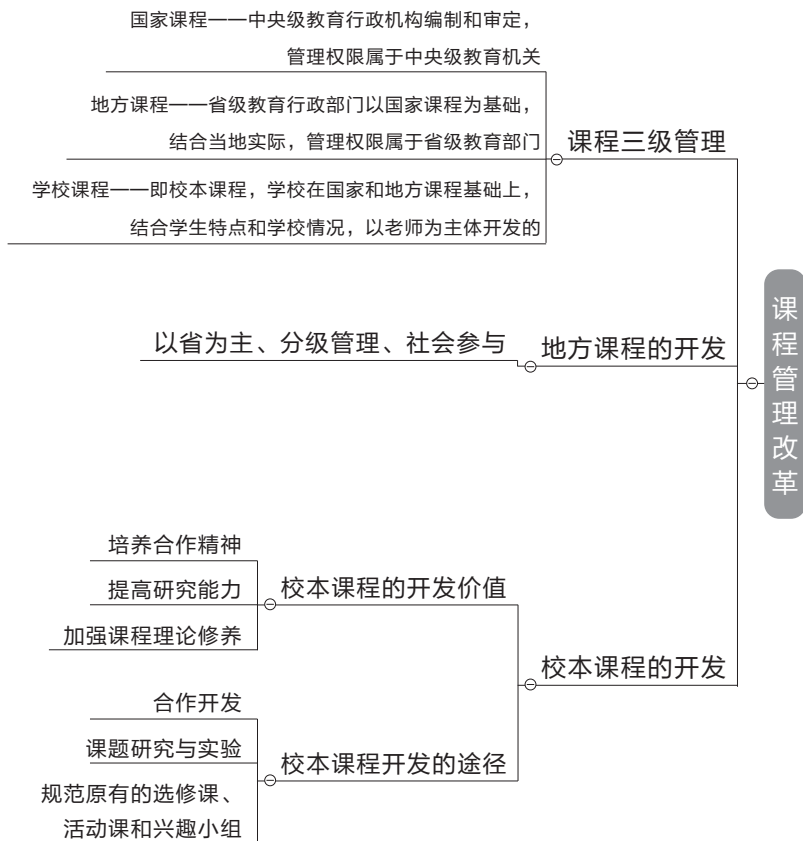 国家课程——中央级教育行政机构编制和审定，
管理权限属于中央级教育机关
地方课程——省级教育行政部门以国家课程为基础，
结合当地实际，管理权限属于省级教育部门
课程三级管理
学校课程——即校本课程，学校在国家和地方课程基础上，
结合学生特点和学校情况，以老师为主体开发的
以省为主、分级管理、社会参与
地方课程的开发
课程管理改革
培养合作精神
提高研究能力
校本课程的开发价值
加强课程理论修养
校本课程的开发
合作开发
课题研究与实验
校本课程开发的途径
规范原有的选修课、
活动课和兴趣小组